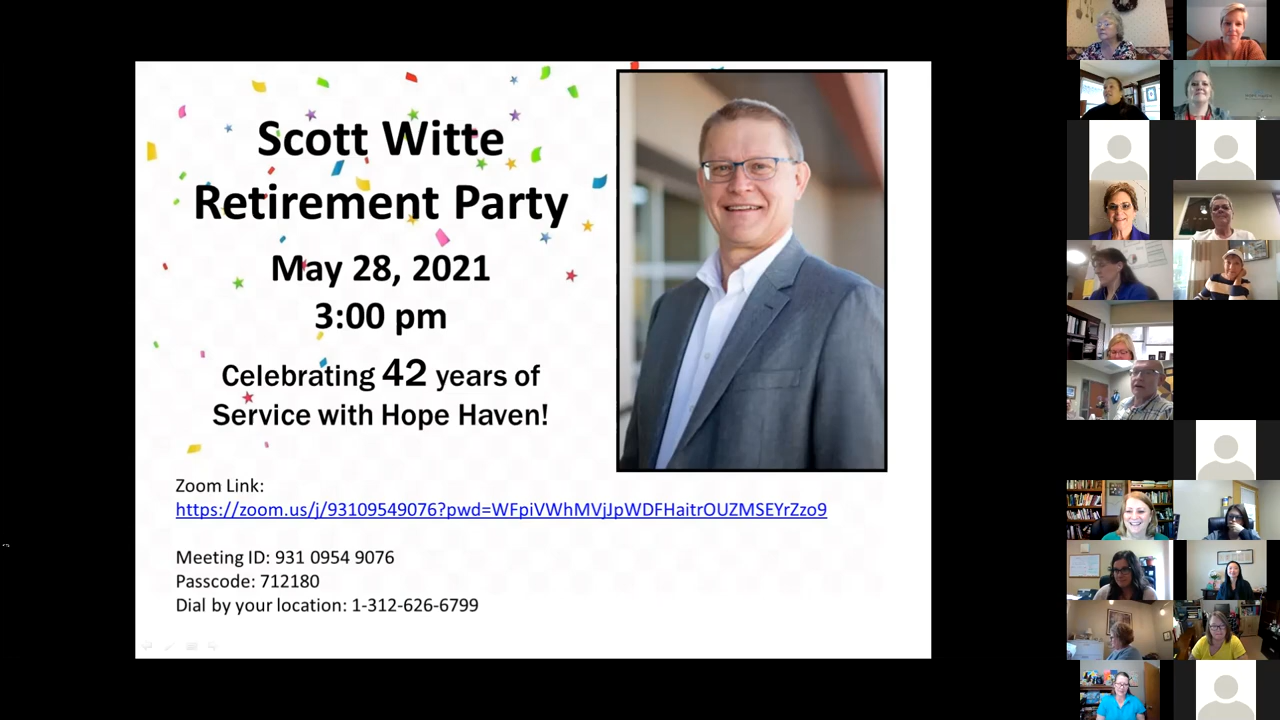 Scott Witte
Retirement Party
May 28, 2021
3:00 pm
Celebrating 42 years of
Service with Hope Haven!
Zoom Link:
https://zoom.us/j/93109549076?pwd=WFpiVWhMVjJpWDFHaitrOUZMSEYrZzo9
Meeting ID: 931 0954 9076
Passcode: 712180
Dial by your location: 1-312-626-6799